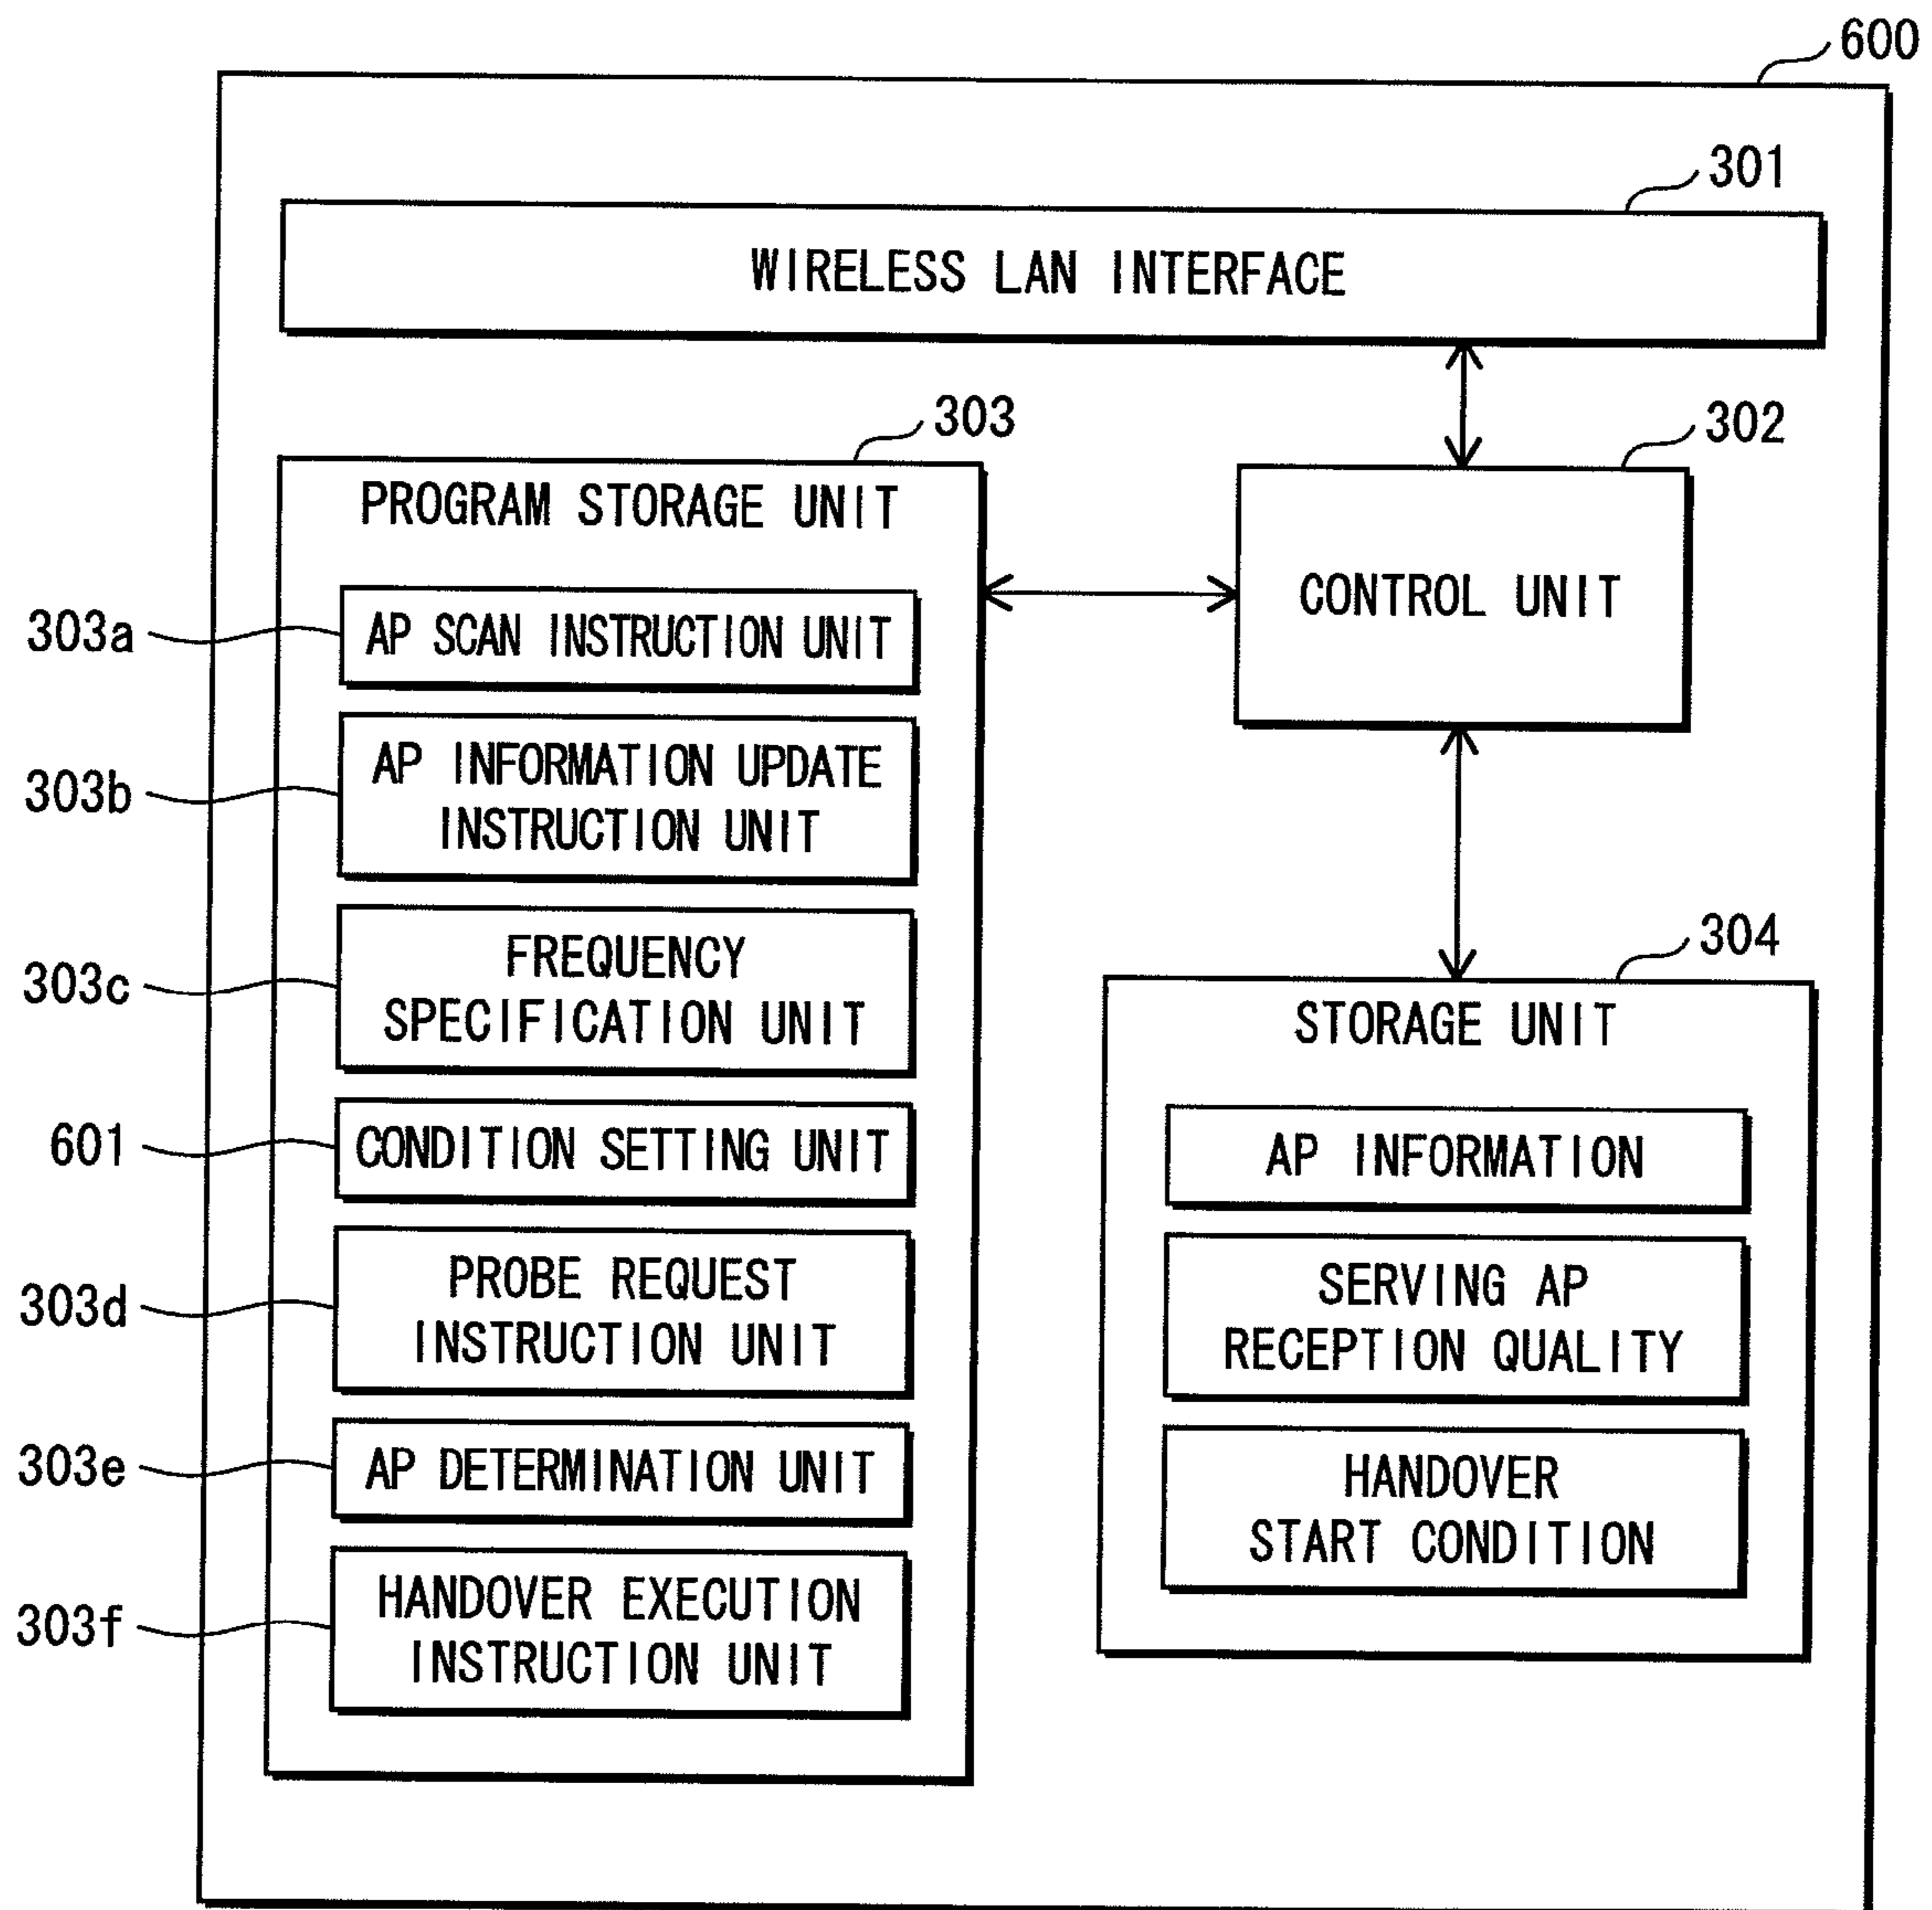 600
301
WIRELESS LAN INTERFACE
303
302
PROGRAM STORAGE UNIT
CONTROL UNIT
303a
AP SCAN INSTRUCTION UNIT
303b
AP INFORMATION UPDATE
INSTRUCTION UNIT
303c
FREQUENCY
SPECIFICATION UNIT
601
CONDITION SETTING UNIT
303d
PROBE REQUEST
INSTRUCTION UNIT
303e
AP DETERMINATION UNIT
303f
HANDOVER EXECUTION
INSTRUCTION UNIT
304
STORAGE UNIT
AP INFORMATION
SERVING AP
RECEPTION QUALITY
HANDOVER
START CONDITION